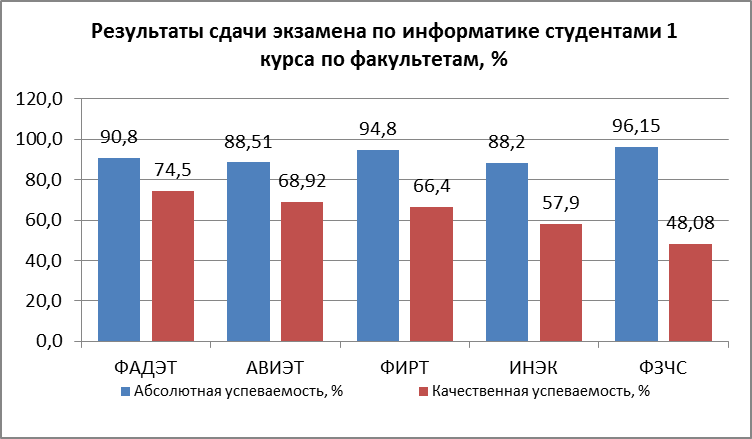 Результаты сдачи экзамена по информатике студентами 1
курса по факультетам, %
120,0
100,0
80,0
60,0
40,0
20,0
0,0
90,8
74,5
88,51
68,92
94,8
66,4
88,2
57,9
96,15
48,08
ФАДЭТ
АВИЭТ
ФИРТ
ИНЭК
ФЗЧС
Абсолютная успеваемость, %
Качественная успеваемость, %